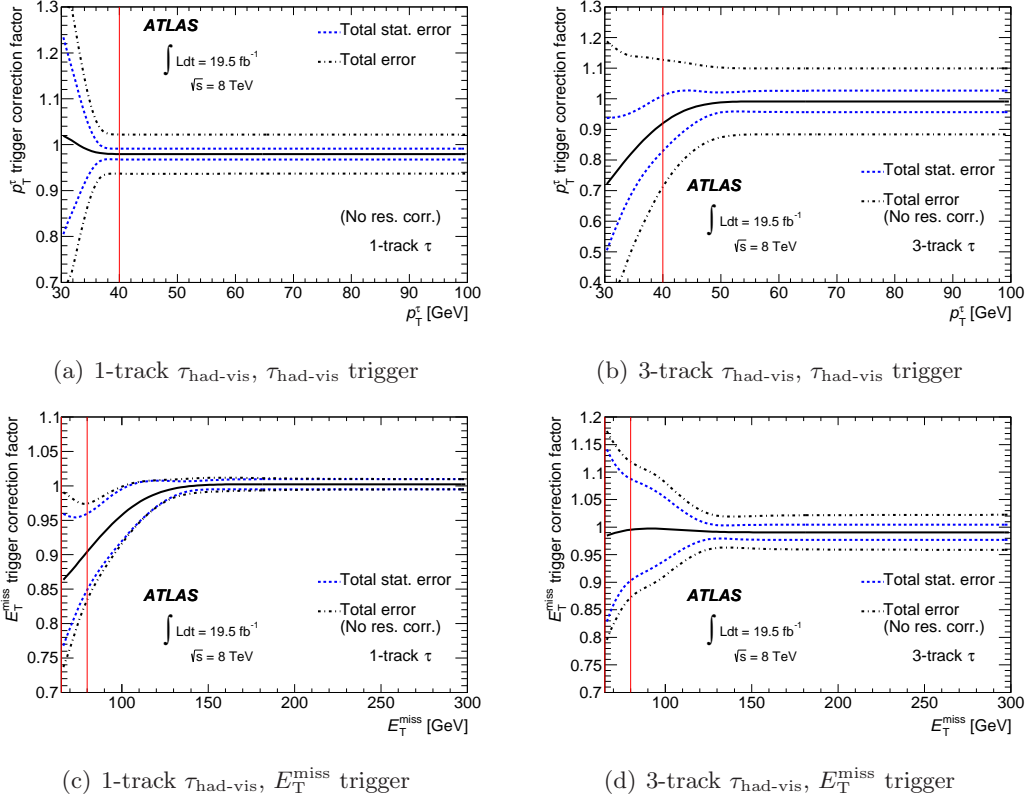 p_T^τ trigger correction factor
1.3
1.2
1.1
1
0.9
0.8
0.7
ATLAS
∫ Ldt = 19.5 fb⁻¹
√s = 8 TeV
Total stat. error
Total error
(No res. corr.)
1-track τ
30 40 50 60 70 80 90 100
p_T^τ [GeV]
(a) 1-track τ_had-vis, τ_had-vis trigger
p_T^τ trigger correction factor
1.3
1.2
1.1
1
0.9
0.8
0.7
0.6
0.5
0.4
ATLAS
∫ Ldt = 19.5 fb⁻¹
√s = 8 TeV
Total stat. error
Total error
(No res. corr.)
3-track τ
30 40 50 60 70 80 90 100
p_T^τ [GeV]
(b) 3-track τ_had-vis, τ_had-vis trigger
E_T^miss trigger correction factor
1.1
1.05
1
0.95
0.9
0.85
0.8
0.75
0.7
ATLAS
∫ Ldt = 19.5 fb⁻¹
√s = 8 TeV
Total stat. error
Total error
(No res. corr.)
1-track τ
100 150 200 250 300
E_T^miss [GeV]
(c) 1-track τ_had-vis, E_T^miss trigger
E_T^miss trigger correction factor
1.2
1.15
1.1
1.05
1
0.95
0.9
0.85
0.8
0.75
0.7
ATLAS
∫ Ldt = 19.5 fb⁻¹
√s = 8 TeV
Total stat. error
Total error
(No res. corr.)
3-track τ
100 150 200 250 300
E_T^miss [GeV]
(d) 3-track τ_had-vis, E_T^miss trigger